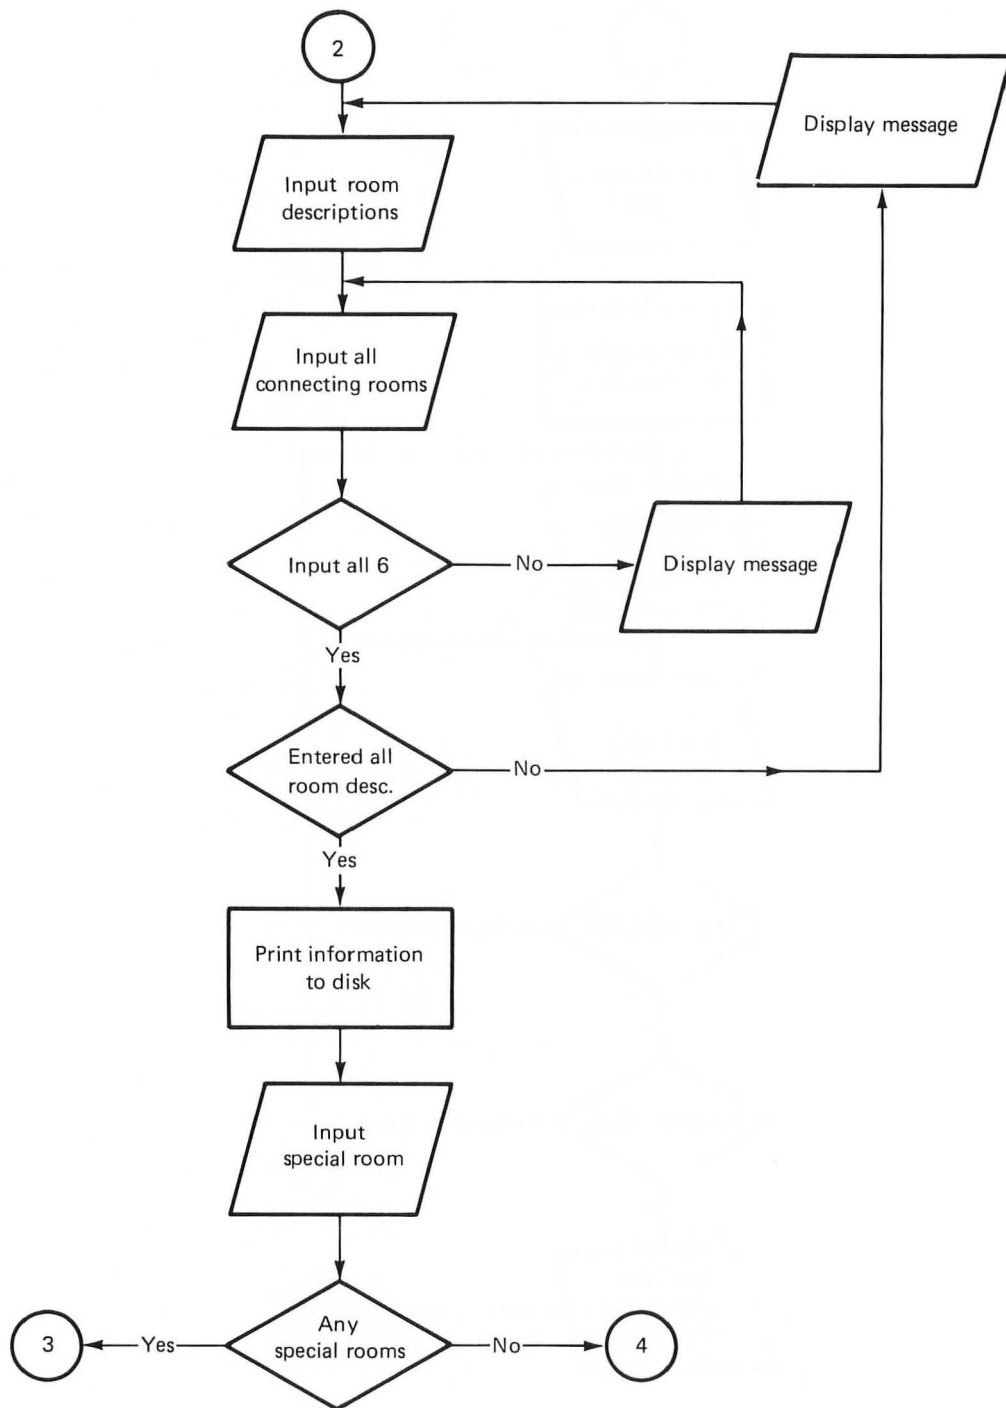 2
Display message
Input room
descriptions
Input all
connecting rooms
Input all 6
No
Display message
Yes
Entered all
room desc.
No
Yes
Print information
to disk
Input
special room
Any
special rooms
Yes
3
No
4